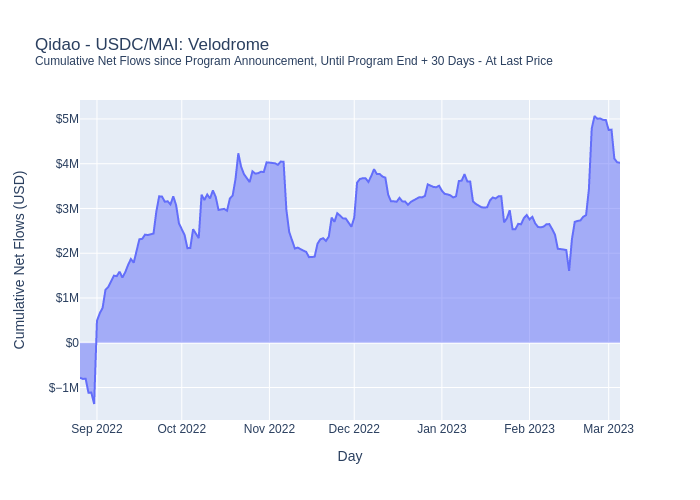 Qidao - USDC/MAI: Velodrome
Cumulative Net Flows since Program Announcement, Until Program End + 30 Days - At Last Price
$5M
$4M
$3M
$2M
$1M
$0
$−1M
Cumulative Net Flows (USD)
Sep 2022 Oct 2022 Nov 2022 Dec 2022 Jan 2023 Feb 2023 Mar 2023
Day